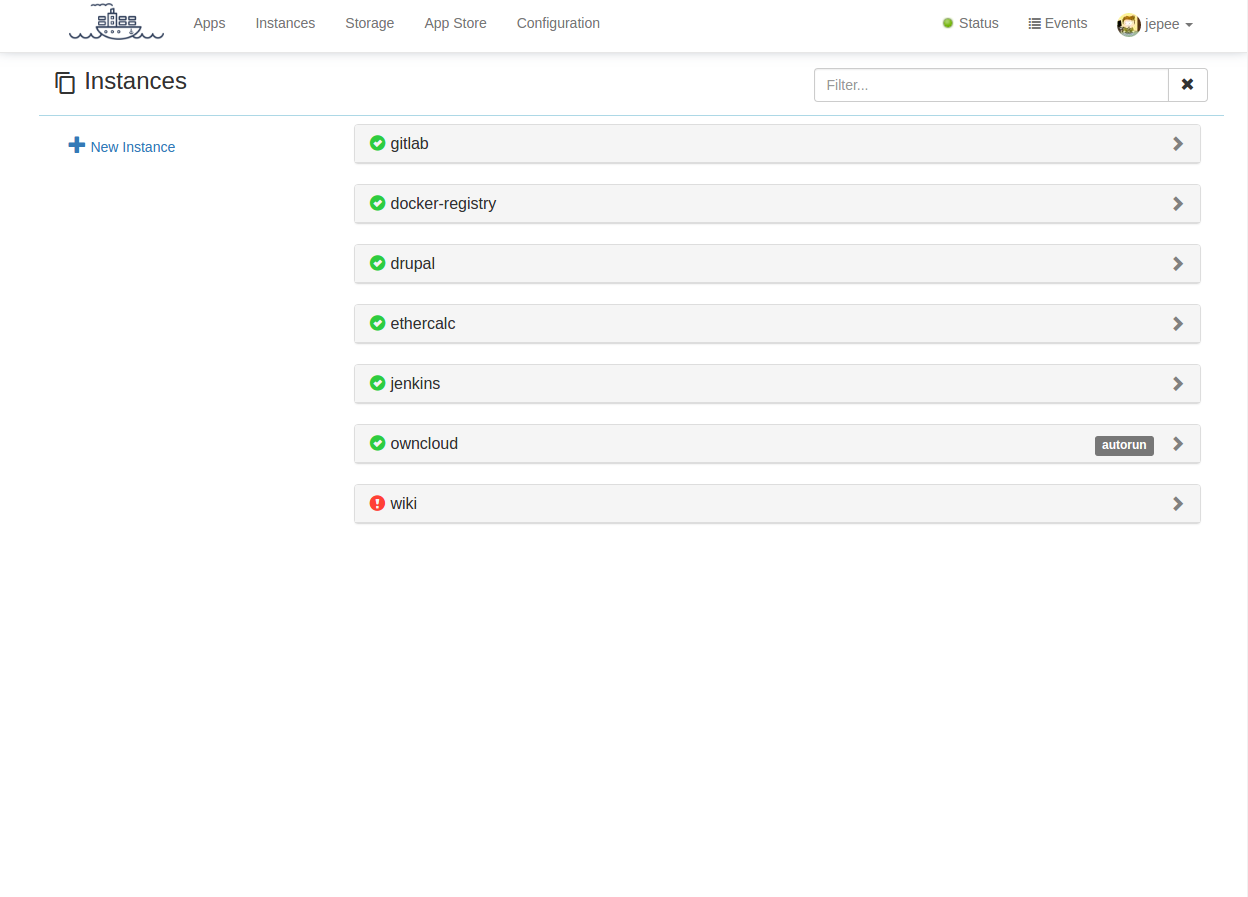 Apps Instances Storage App Store Configuration Status Events jepee
Instances Filter...
New Instance
gitlab
docker-registry
drupal
ethercalc
jenkins
owncloud autorun
wiki